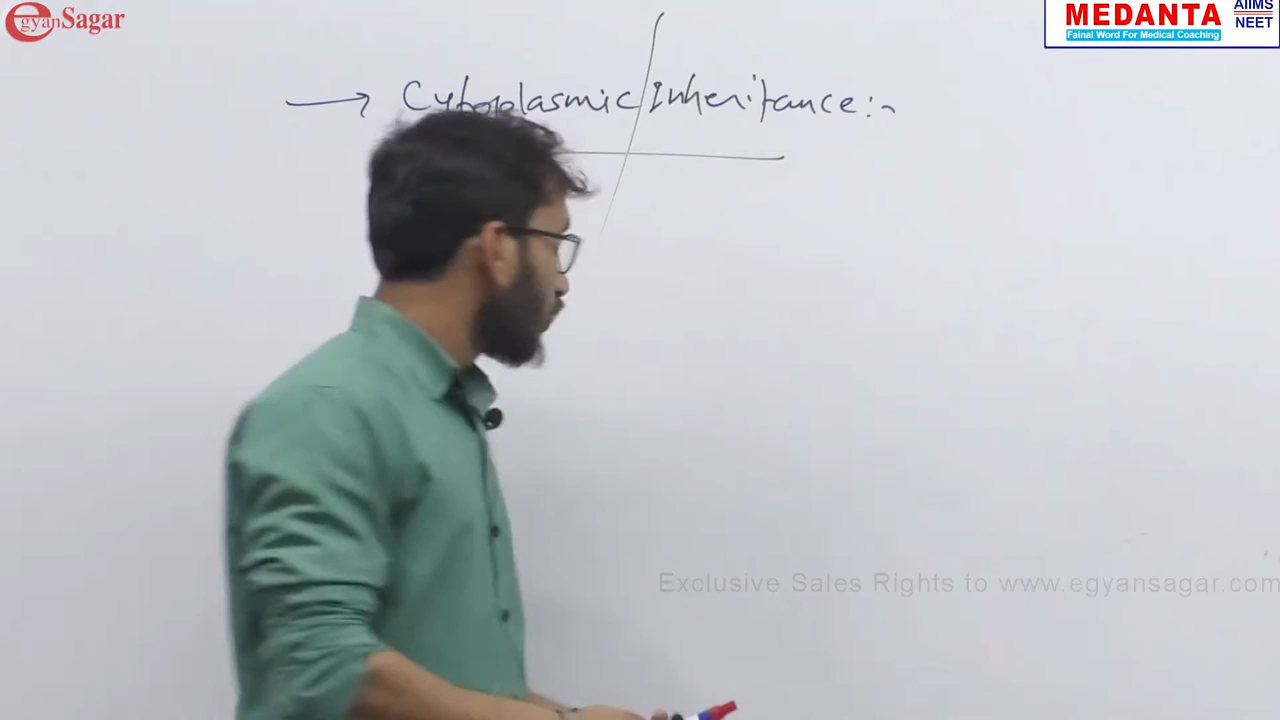 egyanSagar
MEDANTA
Fainal Word For Medical Coaching
AIIMS
NEET
→ Cytoplasmic Inheritance :-
Exclusive Sales Rights to www.egyansagar.com